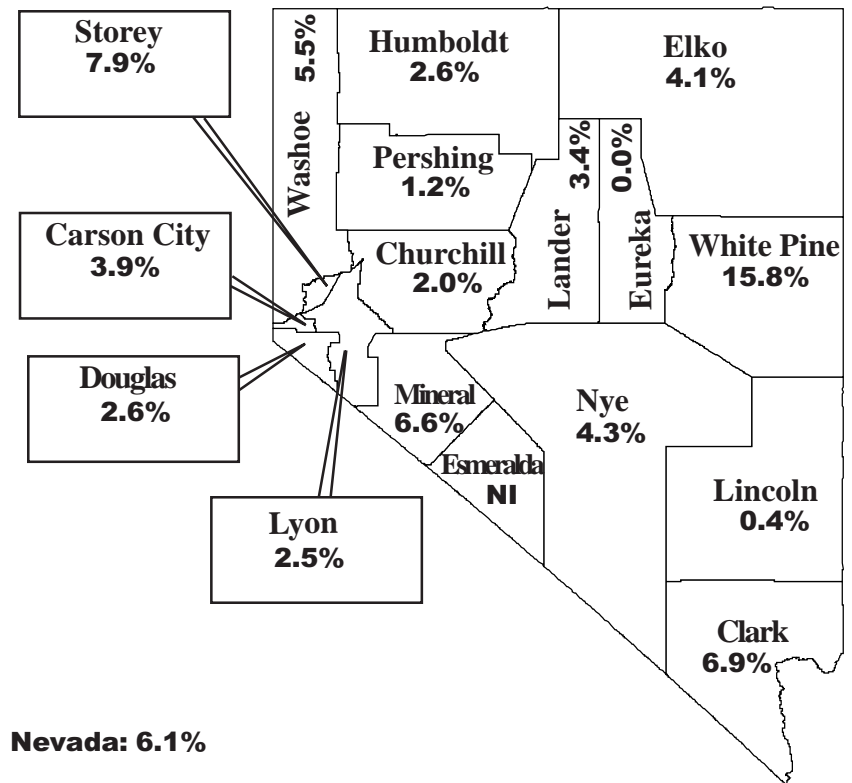 Storey
7.9%
Washoe
5.5%
Humboldt
2.6%
Elko
4.1%
Pershing
1.2%
Lander
3.4%
Eureka
0.0%
Carson City
3.9%
Churchill
2.0%
White Pine
15.8%
Douglas
2.6%
Mineral
6.6%
Nye
4.3%
Esmeralda
NI
Lincoln
0.4%
Lyon
2.5%
Clark
6.9%
Nevada: 6.1%